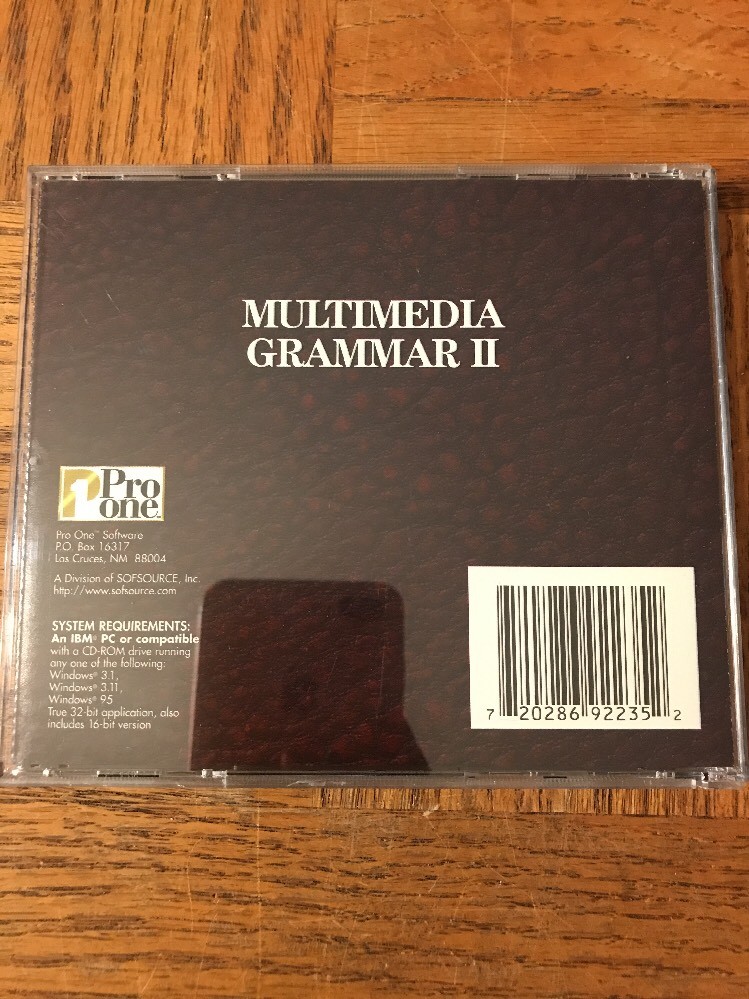 MULTIMEDIA
GRAMMAR II
1 Pro
one™
Pro One™ Software
P.O. Box 16317
Las Cruces, NM 88004
A Division of SOFSOURCE, Inc.
http://www.sofsource.com
SYSTEM REQUIREMENTS:
An IBM® PC or compatible
with a CD-ROM drive running
any one of the following:
Windows® 3.1,
Windows® 3.11,
Windows® 95
True 32-bit application, also
includes 16-bit version
7 20286 92235 2